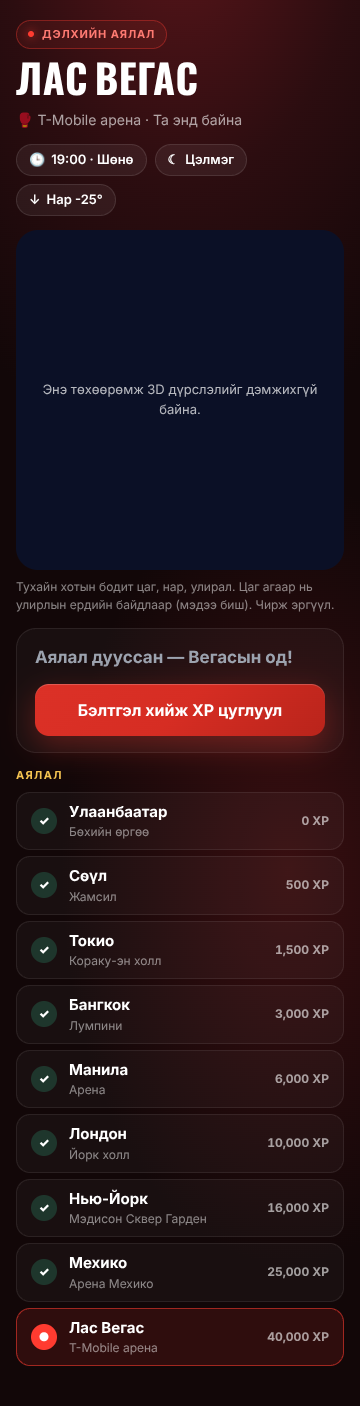 ДЭЛХИЙН АЯЛАЛ
ЛАС ВЕГАС
🥊 T-Mobile арена · Та энд байна
🕒 19:00 · Шөнө
☾ Цэлмэг
↓ Нар -25°
Энэ төхөөрөмж 3D дүрслэлийг дэмжихгүй
байна.
Тухайн хотын бодит цаг, нар, улирал. Цаг агаар нь
улирлын ердийн байдлаар (мэдээ биш). Чирж эргүүл.
Аялал дууссан — Вегасын од!
Бэлтгэл хийж XP цуглуул
АЯЛАЛ
Улаанбаатар
Бөхийн өргөө
0 XP
Сөүл
Жамсил
500 XP
Токио
Кораку-эн холл
1,500 XP
Бангкок
Лумпини
3,000 XP
Манила
Арена
6,000 XP
Лондон
Йорк холл
10,000 XP
Нью-Йорк
Мэдисон Сквер Гарден
16,000 XP
Мехико
Арена Мехико
25,000 XP
Лас Вегас
T-Mobile арена
40,000 XP